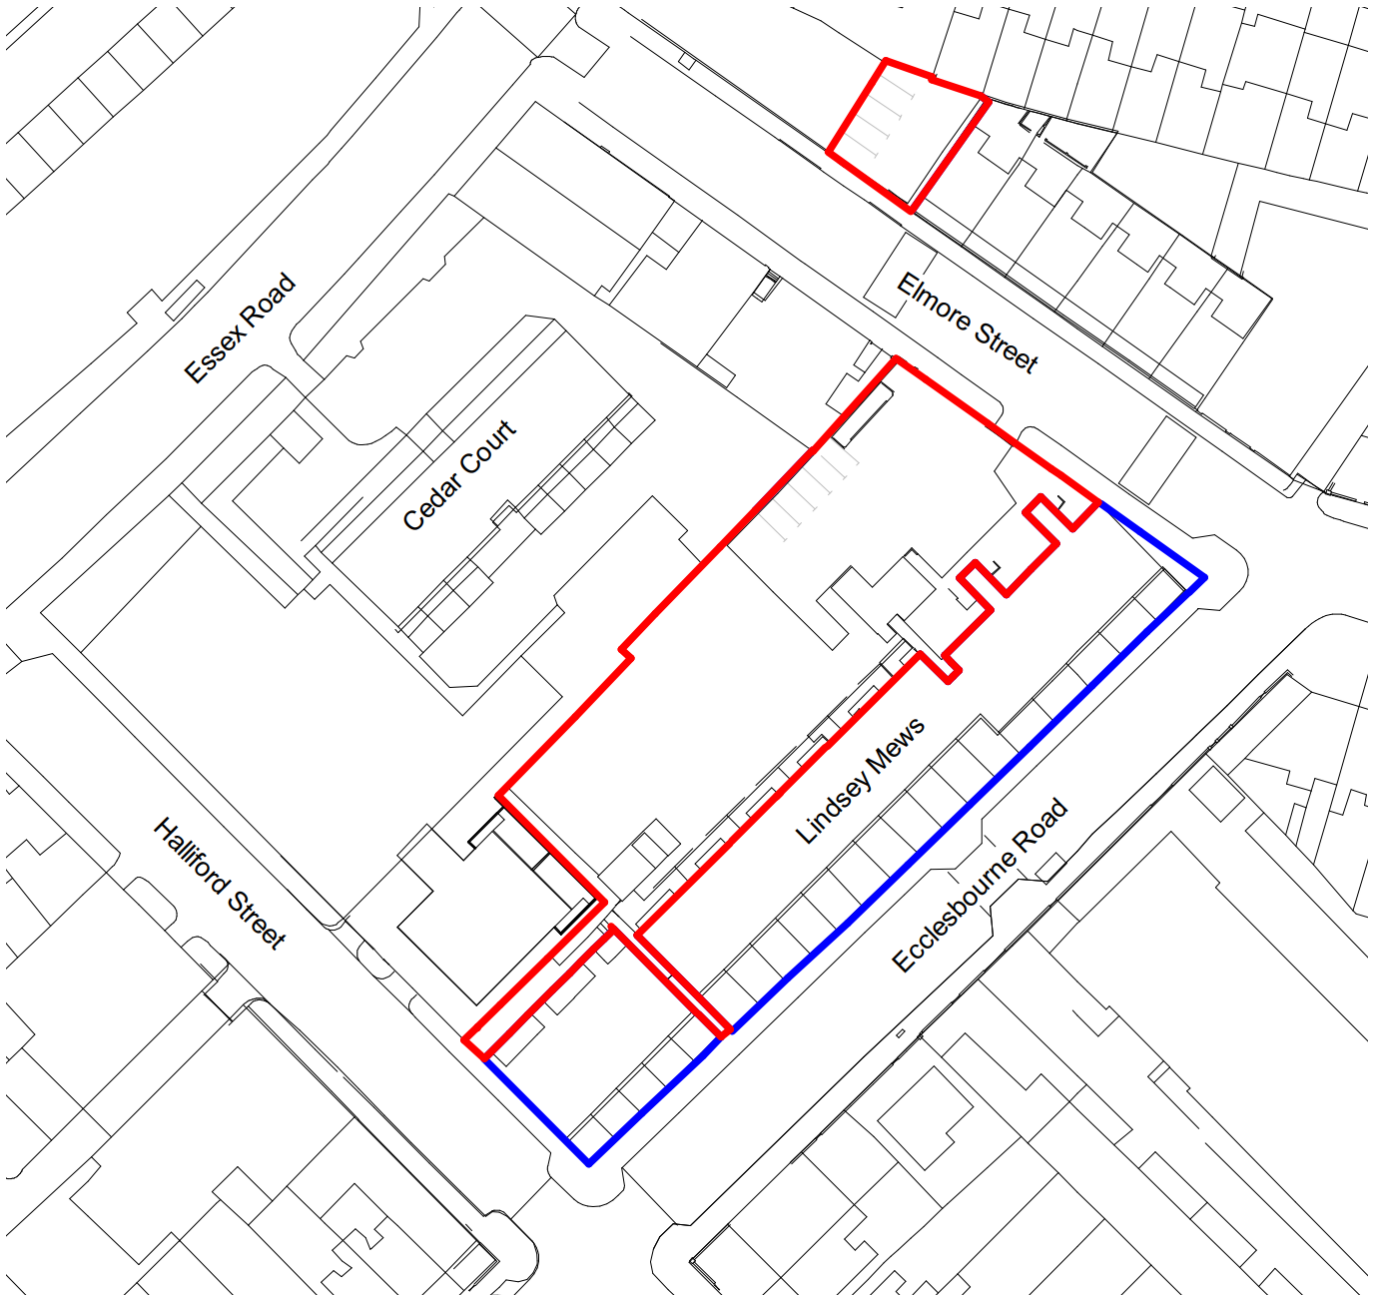 Essex Road
Elmore Street
Cedar Court
Lindsey Mews
Halliford Street
Ecclesbourne Road